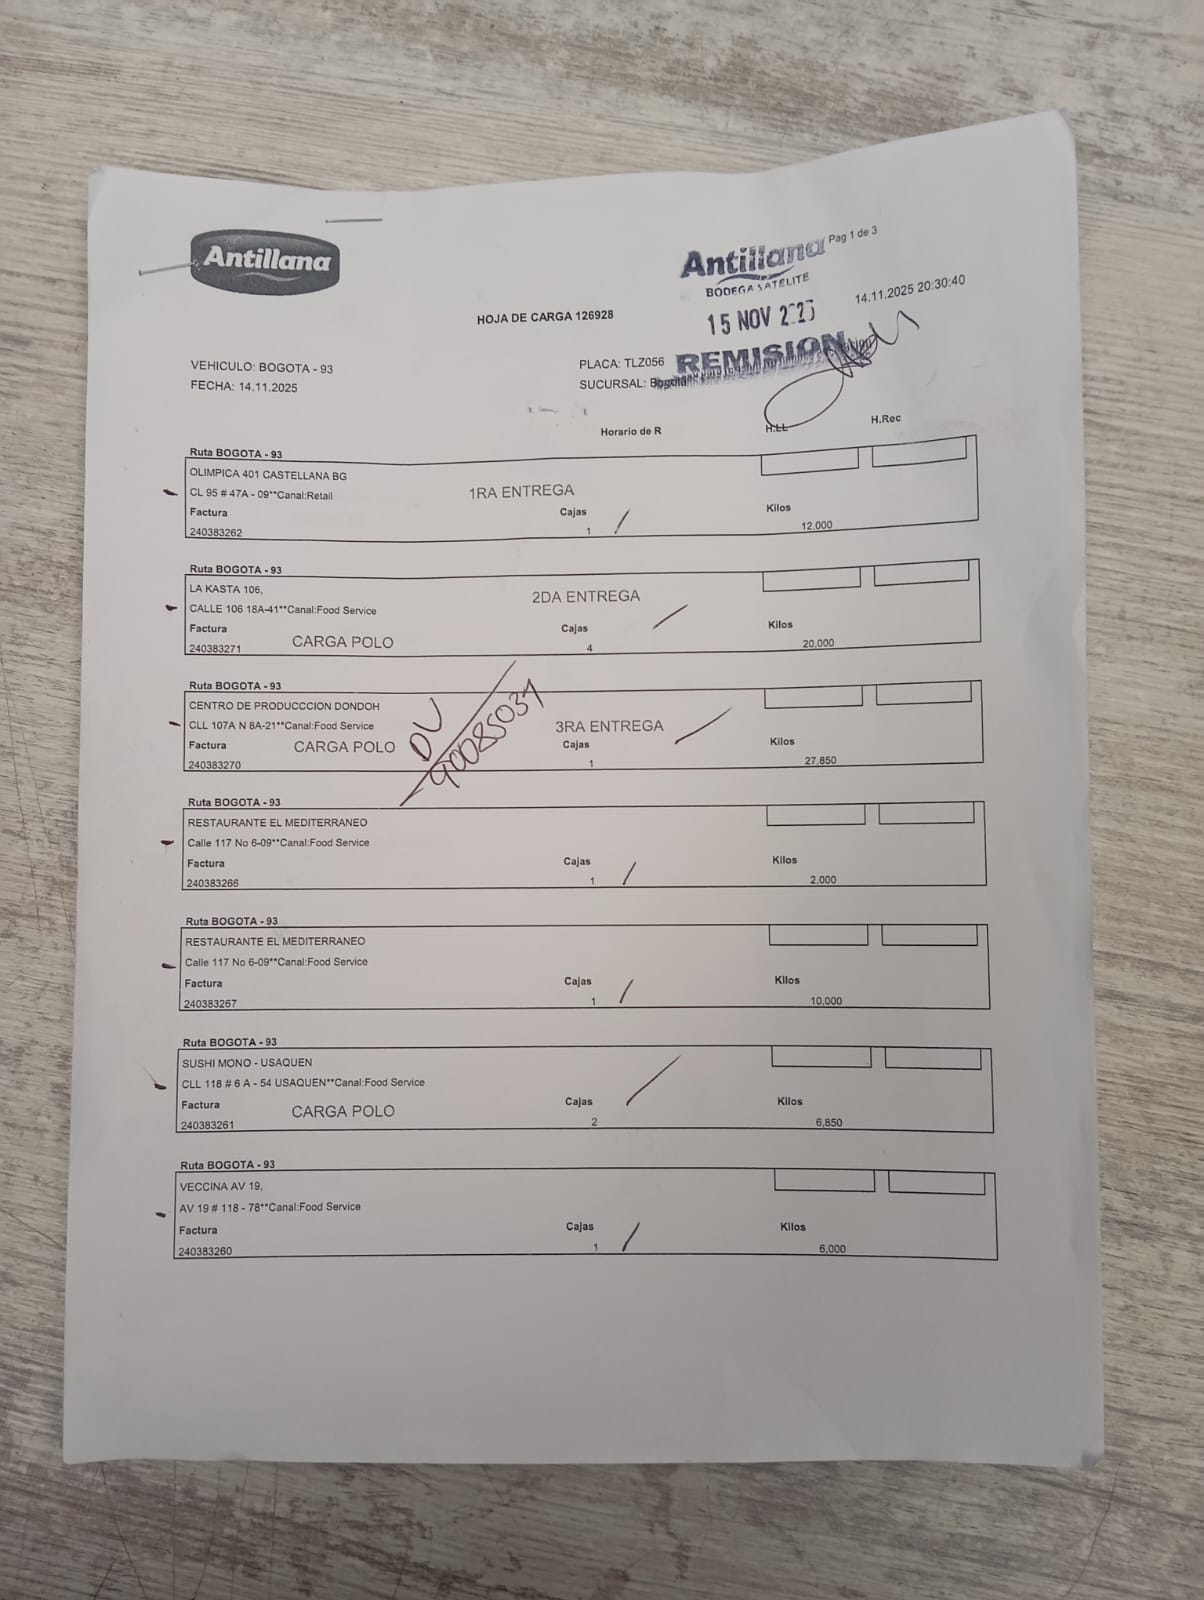 Antillana
Antillana
Pag 1 de 3
BODEGA SATELITE
14.11.2025 20:30:40
HOJA DE CARGA 126928
15 NOV
REMISION
VEHICULO: BOGOTA - 93
PLACA: TLZ056
FECHA: 14.11.2025
SUCURSAL: Bogotá
Horario de R
H.LL
H.Rec
Ruta BOGOTA - 93
OLIMPICA 401 CASTELLANA BG
CL 95 # 47A - 09**Canal:Retail
1RA ENTREGA
Factura Cajas Kilos
240383262 1 12,000
Ruta BOGOTA - 93
LA KASTA 106,
2DA ENTREGA
CALLE 106 18A-41**Canal:Food Service
Factura Cajas Kilos
CARGA POLO
240383271 4 20,000
Ruta BOGOTA - 93
CENTRO DE PRODUCCCION DONDOH
CLL 107A N 8A-21**Canal:Food Service
3RA ENTREGA
DV
90085031
Factura Cajas Kilos
CARGA POLO
240383270 1 27,850
Ruta BOGOTA - 93
RESTAURANTE EL MEDITERRANEO
Calle 117 No 6-09**Canal:Food Service
Factura Cajas Kilos
240383266 1 2,000
Ruta BOGOTA - 93
RESTAURANTE EL MEDITERRANEO
Calle 117 No 6-09**Canal:Food Service
Factura Cajas Kilos
240383267 1 10,000
Ruta BOGOTA - 93
SUSHI MONO - USAQUEN
CLL 118 # 6 A - 54 USAQUEN**Canal:Food Service
Factura Cajas Kilos
CARGA POLO
240383261 2 6,850
Ruta BOGOTA - 93
VECCINA AV 19,
AV 19 # 118 - 78**Canal:Food Service
Factura Cajas Kilos
240383260 1 6,000